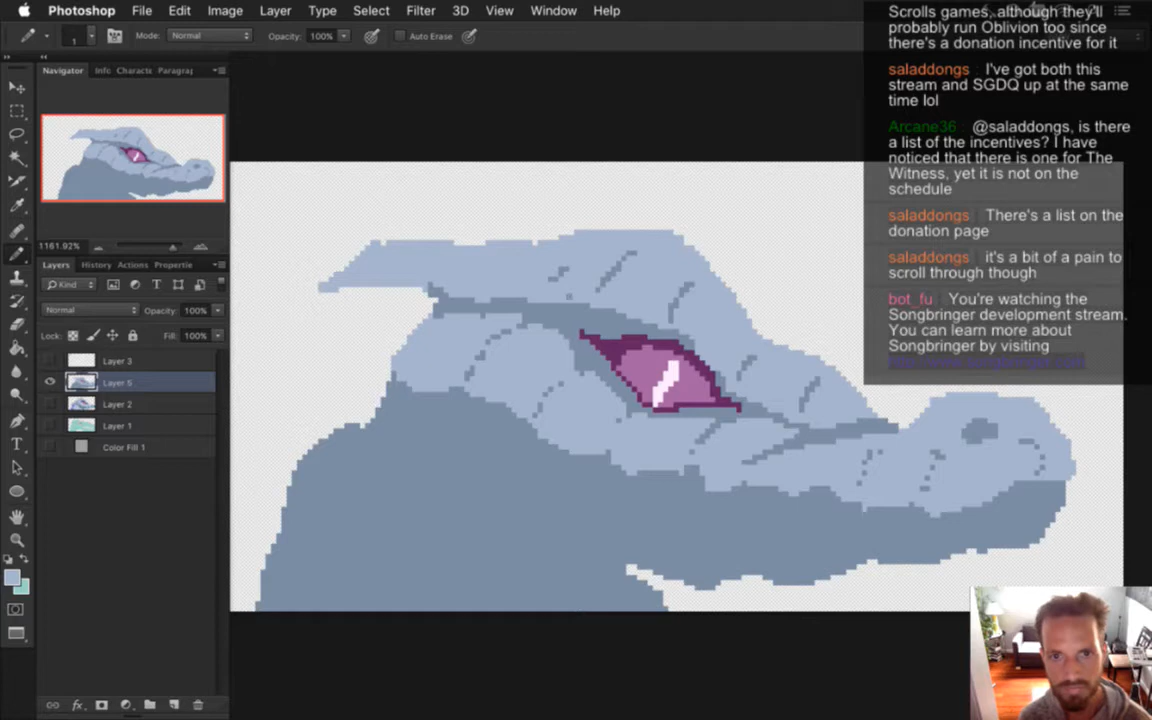 Photoshop File Edit Image Layer Type Select Filter 3D View Window Help
1 Mode: Normal Opacity: 100% Auto Erase
Navigator Info Characte Paragraj
1161.92%
Layers History Actions Propertie
Kind
Normal Opacity: 100%
Lock: Fill: 100%
Layer 3
Layer 5
Layer 2
Layer 1
Color Fill 1
fx
Scrolls games, although they'll
probably run Oblivion too since
there's a donation incentive for it
saladdongs : I've got both this
stream and SGDQ up at the same
time lol
Arcane36 : @saladdongs, is there
a list of the incentives? I have
noticed that there is one for The
Witness, yet it is not on the
schedule
saladdongs : There's a list on the
donation page
saladdongs : it's a bit of a pain to
scroll through though
bot_fu : You're watching the
Songbringer development stream.
You can learn more about
Songbringer by visiting